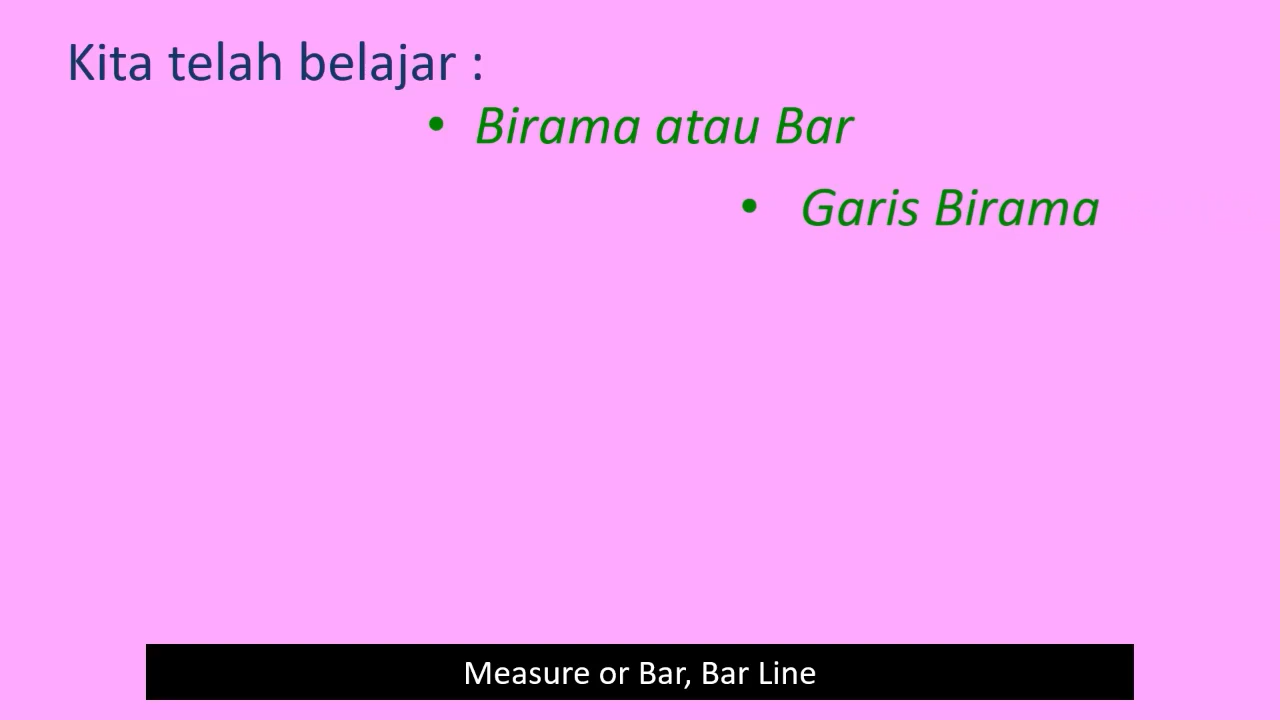 Kita telah belajar :
• Birama atau Bar
• Garis Birama
Measure or Bar, Bar Line